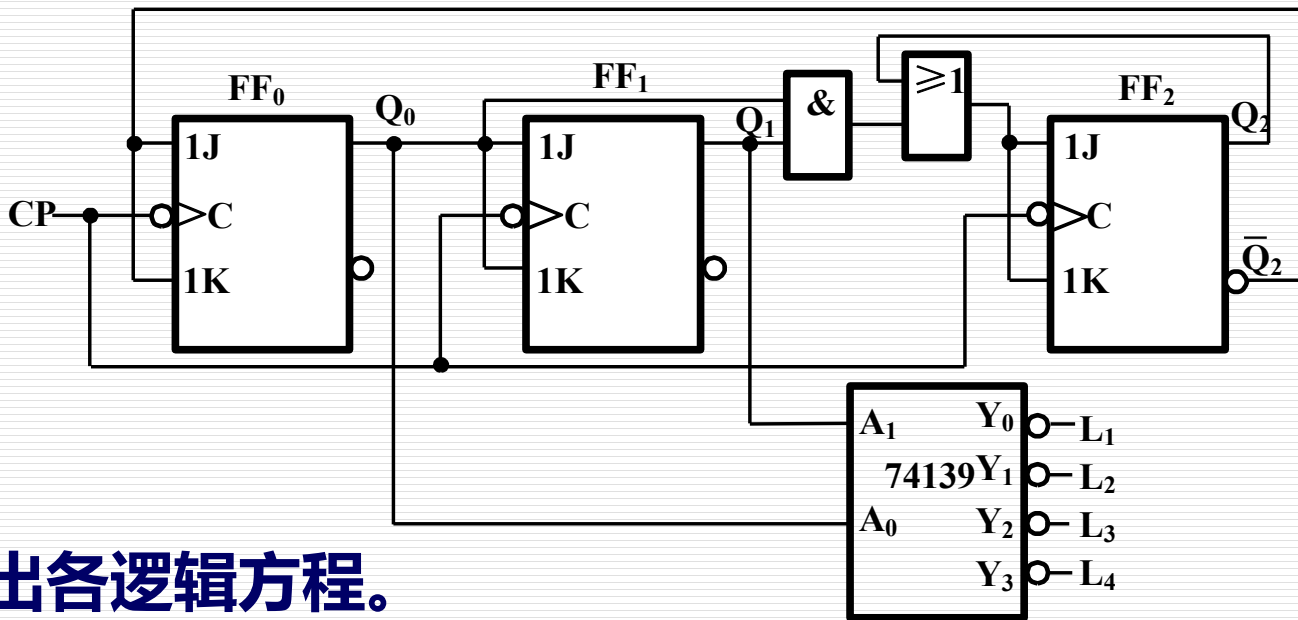 FF₀
FF₁
FF₂
Q₀
Q₁
&
≥1
Q₂
1J
1J
1J
CP
C
C
C
1K
1K
1K
Q̅₂
A₁
Y₀
L₁
74139
Y₁
L₂
A₀
Y₂
L₃
Y₃
L₄
出各逻辑方程。